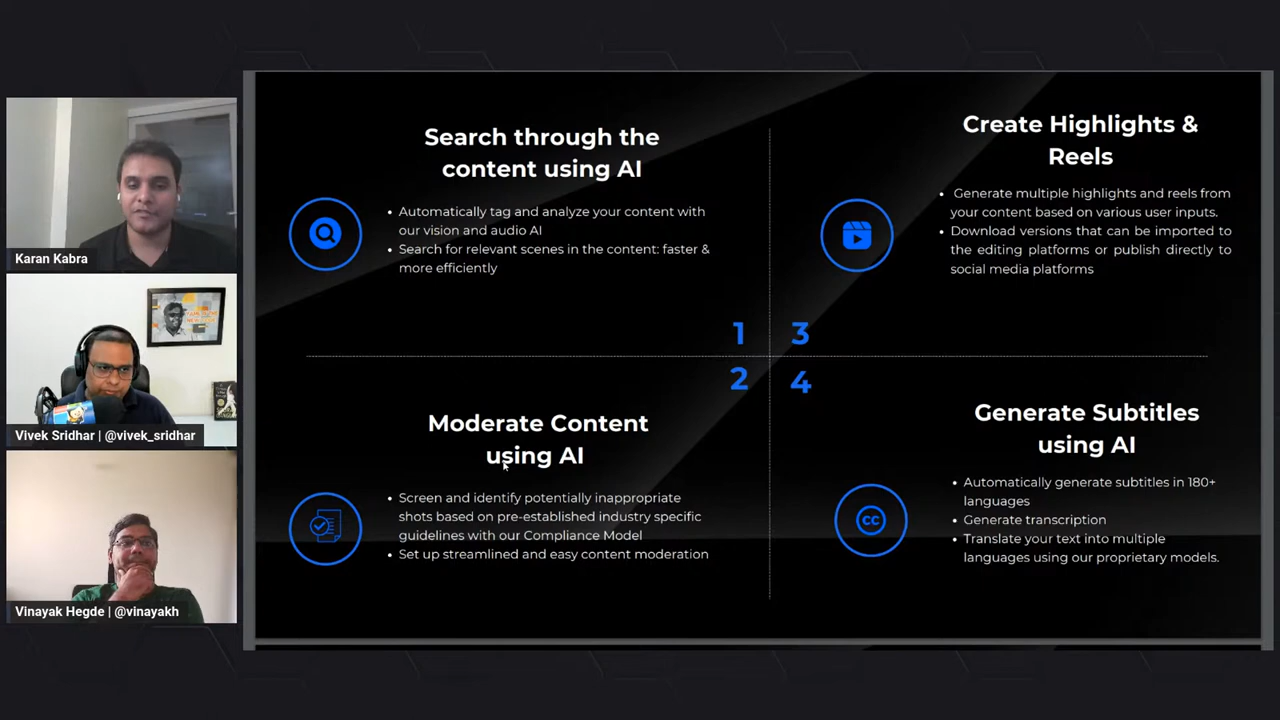 Karan Kabra
Vivek Sridhar | @vivek_sridhar
Vinayak Hegde | @vinayakh
Search through the
content using AI
• Automatically tag and analyze your content with
our vision and audio AI
• Search for relevant scenes in the content: faster &
more efficiently
1
Moderate Content
using AI
• Screen and identify potentially inappropriate
shots based on pre-established industry specific
guidelines with our Compliance Model
• Set up streamlined and easy content moderation
2
Create Highlights &
Reels
• Generate multiple highlights and reels from
your content based on various user inputs.
• Download versions that can be imported to
the editing platforms or publish directly to
social media platforms
3
Generate Subtitles
using AI
CC
• Automatically generate subtitles in 180+
languages
• Generate transcription
• Translate your text into multiple
languages using our proprietary models.
4